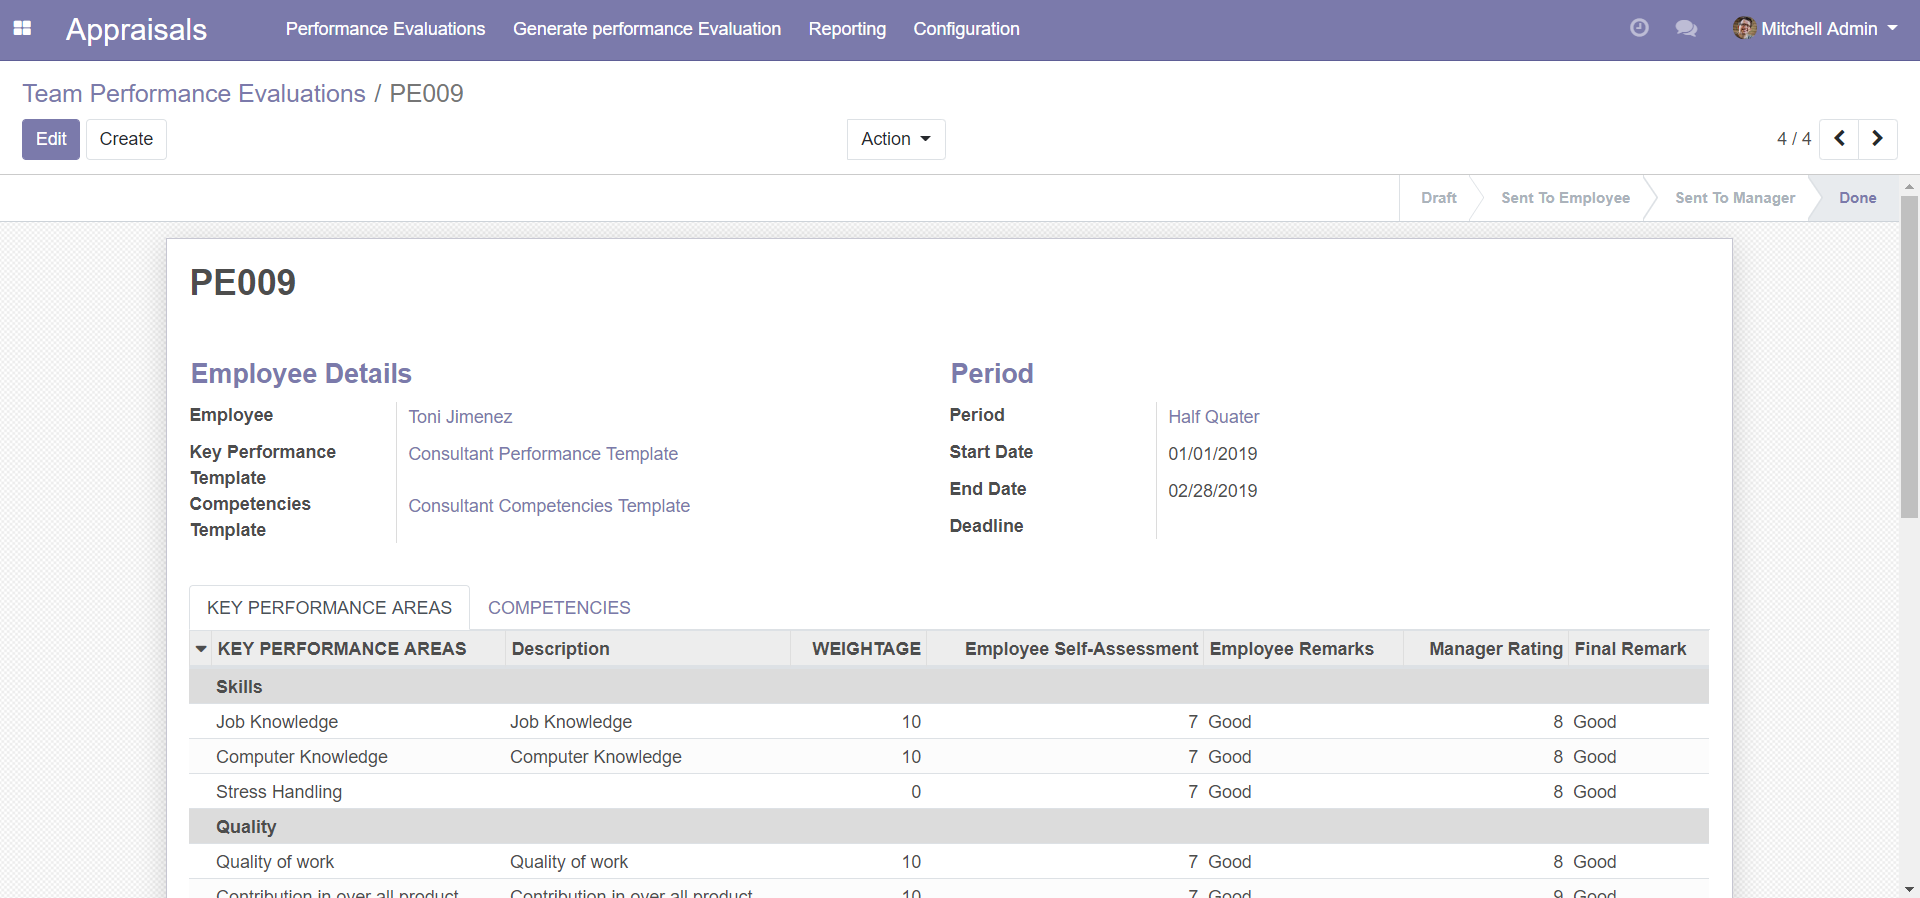 Appraisals Performance Evaluations Generate performance Evaluation Reporting Configuration Mitchell Admin
Team Performance Evaluations / PE009
Edit Create Action 4 / 4
Draft Sent To Employee Sent To Manager Done
PE009
Employee Details
Employee Toni Jimenez
Key Performance Template Consultant Performance Template
Competencies Template Consultant Competencies Template
Period
Period Half Quater
Start Date 01/01/2019
End Date 02/28/2019
Deadline
KEY PERFORMANCE AREAS COMPETENCIES
KEY PERFORMANCE AREAS Description WEIGHTAGE Employee Self-Assessment Employee Remarks Manager Rating Final Remark
Skills
Job Knowledge Job Knowledge 10 7 Good 8 Good
Computer Knowledge Computer Knowledge 10 7 Good 8 Good
Stress Handling 0 7 Good 8 Good
Quality
Quality of work Quality of work 10 7 Good 8 Good
Contribution in over all product Contribution in over all product 10 7 Good 9 Good